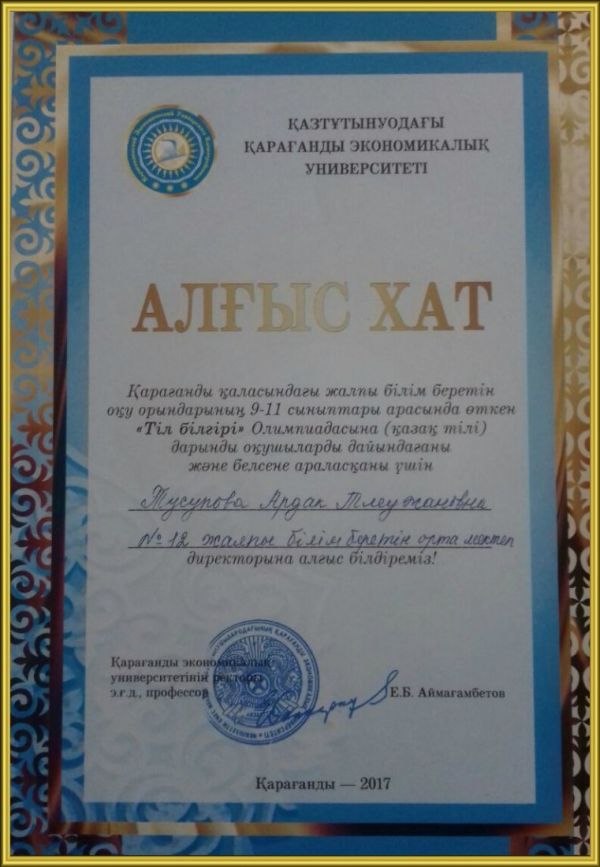 ҚАЗТҰТЫНУОДАҒЫ
ҚАРАҒАНДЫ ЭКОНОМИКАЛЫҚ
УНИВЕРСИТЕТІ
АЛҒЫС ХАТ
Қарағанды қаласындағы жалпы білім беретін
оқу орындарының 9-11 сыныптары арасында өткен
«Тіл білгірі» Олимпиадасына (қазақ тілі)
дарынды оқушыларды дайындағаны
және белсене араласқаны үшін
Тусупова Ардак Тлеужановна
№ 12 жалпы білім беретін орта мектеп
директорына алғыс білдіреміз!
Қарағанды экономикалық
университетінің ректоры
э.ғ.д., профессор
Е.Б. Аймағамбетов
Қарағанды — 2017